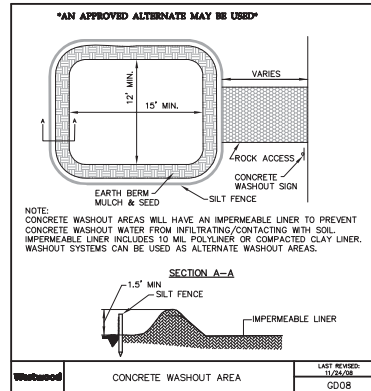 *AN APPROVED ALTERNATE MAY BE USED*
VARIES
12' MIN.
15' MIN.
A
A
ROCK ACCESS
CONCRETE
WASHOUT SIGN
EARTH BERM
MULCH & SEED
SILT FENCE
NOTE:
CONCRETE WASHOUT AREAS WILL HAVE AN IMPERMEABLE LINER TO PREVENT
CONCRETE WASHOUT WATER FROM INFILTRATING/CONTACTING WITH SOIL.
IMPERMEABLE LINER INCLUDES 10 MIL POLYLINER OR COMPACTED CLAY LINER.
WASHOUT SYSTEMS CAN BE USED AS ALTERNATE WASHOUT AREAS.
SECTION A-A
1.5' MIN
SILT FENCE
IMPERMEABLE LINER
Westwood
CONCRETE WASHOUT AREA
LAST REVISED:
11/24/08
GD08